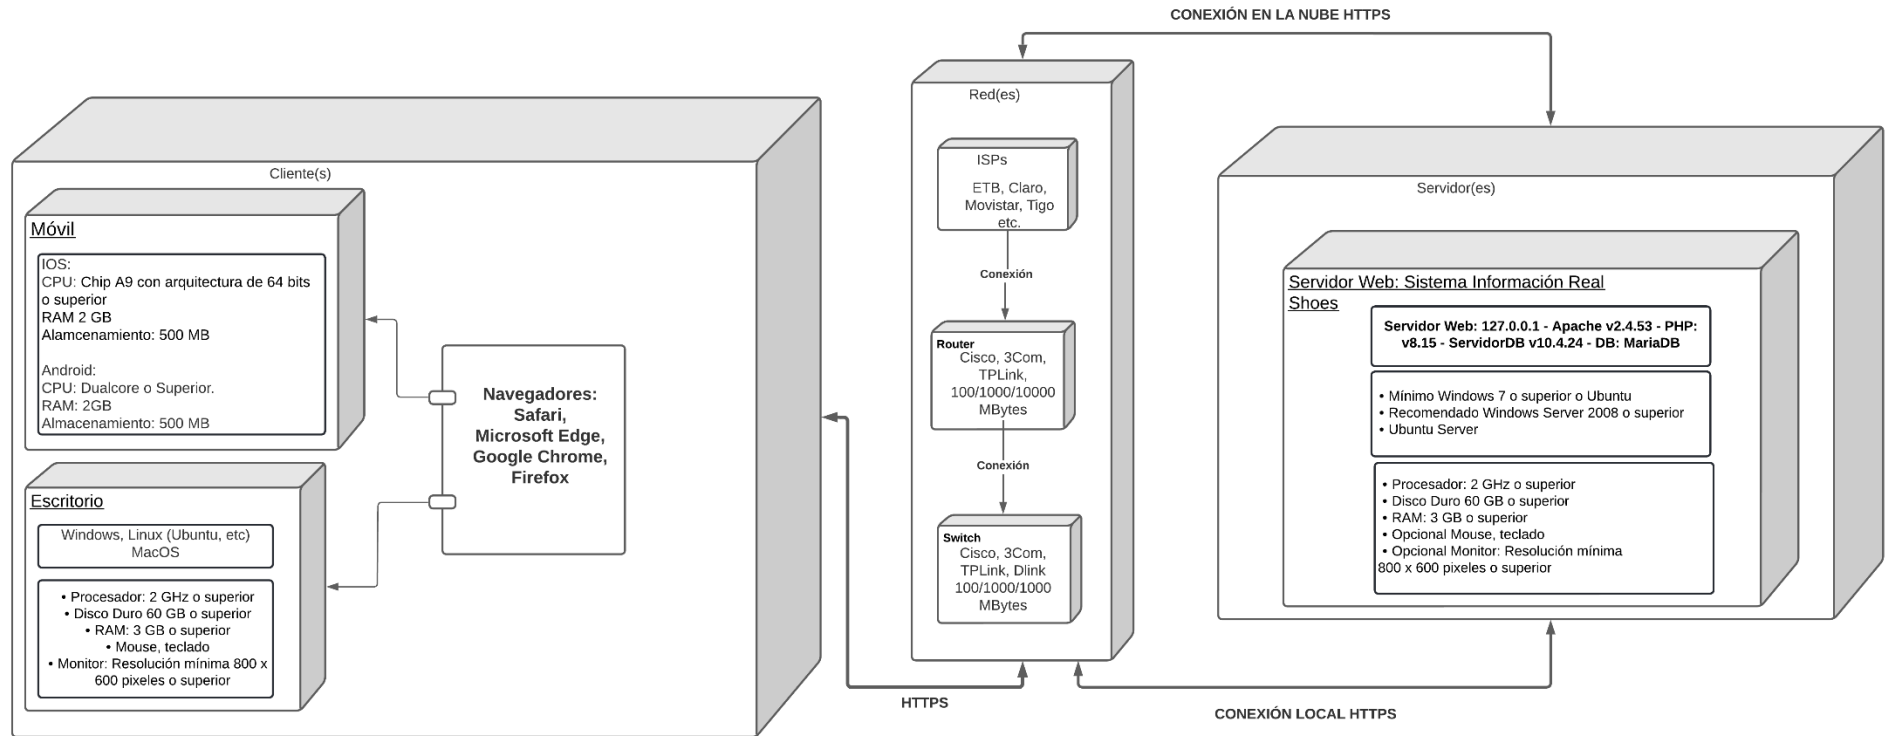 CONEXIÓN EN LA NUBE HTTPS
Cliente(s)
Móvil
IOS:
CPU: Chip A9 con arquitectura de 64 bits
o superior
RAM 2 GB
Alamcenamiento: 500 MB
Android:
CPU: Dualcore o Superior.
RAM: 2GB
Almacenamiento: 500 MB
Escritorio
Windows, Linux (Ubuntu, etc)
MacOS
• Procesador: 2 GHz o superior
• Disco Duro 60 GB o superior
• RAM: 3 GB o superior
• Mouse, teclado
• Monitor: Resolución mínima 800 x
600 pixeles o superior
Navegadores:
Safari,
Microsoft Edge,
Google Chrome,
Firefox
HTTPS
Red(es)
ISPs
ETB, Claro,
Movistar, Tigo
etc.
Conexión
Router
Cisco, 3Com,
TPLink,
100/1000/10000
MBytes
Conexión
Switch
Cisco, 3Com,
TPLink, Dlink
100/1000/1000
MBytes
Servidor(es)
Servidor Web: Sistema Información Real
Shoes
Servidor Web: 127.0.0.1 - Apache v2.4.53 - PHP:
v8.15 - ServidorDB v10.4.24 - DB: MariaDB
• Mínimo Windows 7 o superior o Ubuntu
• Recomendado Windows Server 2008 o superior
• Ubuntu Server
• Procesador: 2 GHz o superior
• Disco Duro 60 GB o superior
• RAM: 3 GB o superior
• Opcional Mouse, teclado
• Opcional Monitor: Resolución mínima
800 x 600 pixeles o superior
CONEXIÓN LOCAL HTTPS